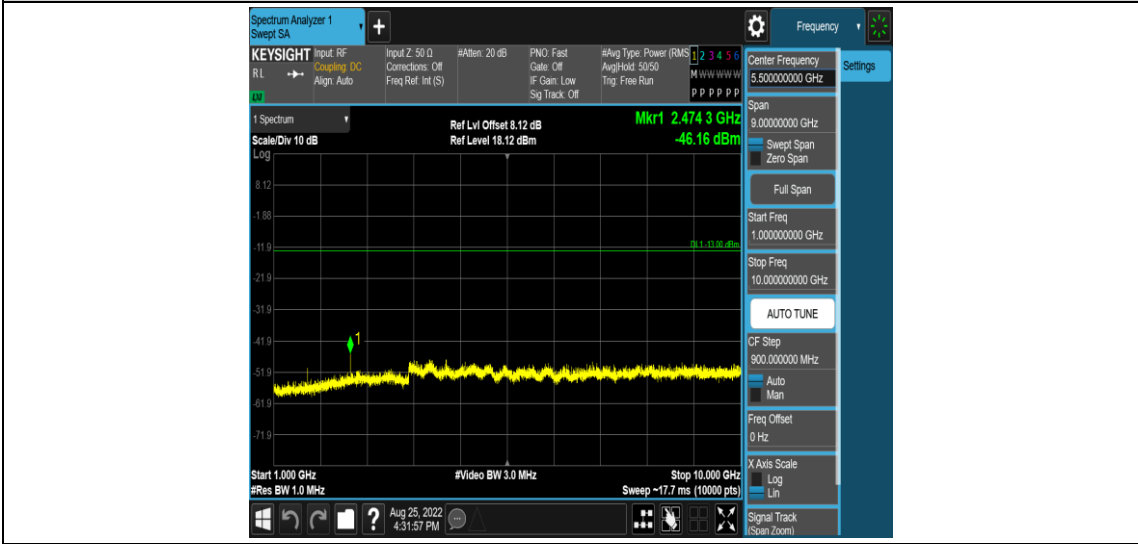 Spectrum Analyzer 1
Swept SA
+
Frequency
KEYSIGHT
RL
Input: RF
Coupling: DC
Align: Auto
Input Z: 50 Ω
Corrections: Off
Freq Ref: Int (S)
#Atten: 20 dB
PNO: Fast
Gate: Off
IF Gain: Low
Sig Track: Off
#Avg Type: Power (RMS
Avg|Hold: 50/50
Trig: Free Run
1 2 3 4 5 6
M W W W W W
P P P P P P
1 Spectrum
Scale/Div 10 dB
Log
Ref Lvl Offset 8.12 dB
Ref Level 18.12 dBm
Mkr1 2.474 3 GHz
-46.16 dBm
8.12
-1.88
-11.9
DL1 -13.00 dBm
-21.9
-31.9
-41.9
1
-51.9
-61.9
-71.9
Start 1.000 GHz
#Video BW 3.0 MHz
Stop 10.000 GHz
#Res BW 1.0 MHz
Sweep ~17.7 ms (10000 pts)
?
Aug 25, 2022
4:31:57 PM
Center Frequency
5.500000000 GHz
Settings
Span
9.00000000 GHz
Swept Span
Zero Span
Full Span
Start Freq
1.000000000 GHz
Stop Freq
10.000000000 GHz
AUTO TUNE
CF Step
900.000000 MHz
Auto
Man
Freq Offset
0 Hz
X Axis Scale
Log
Lin
Signal Track
(Span Zoom)